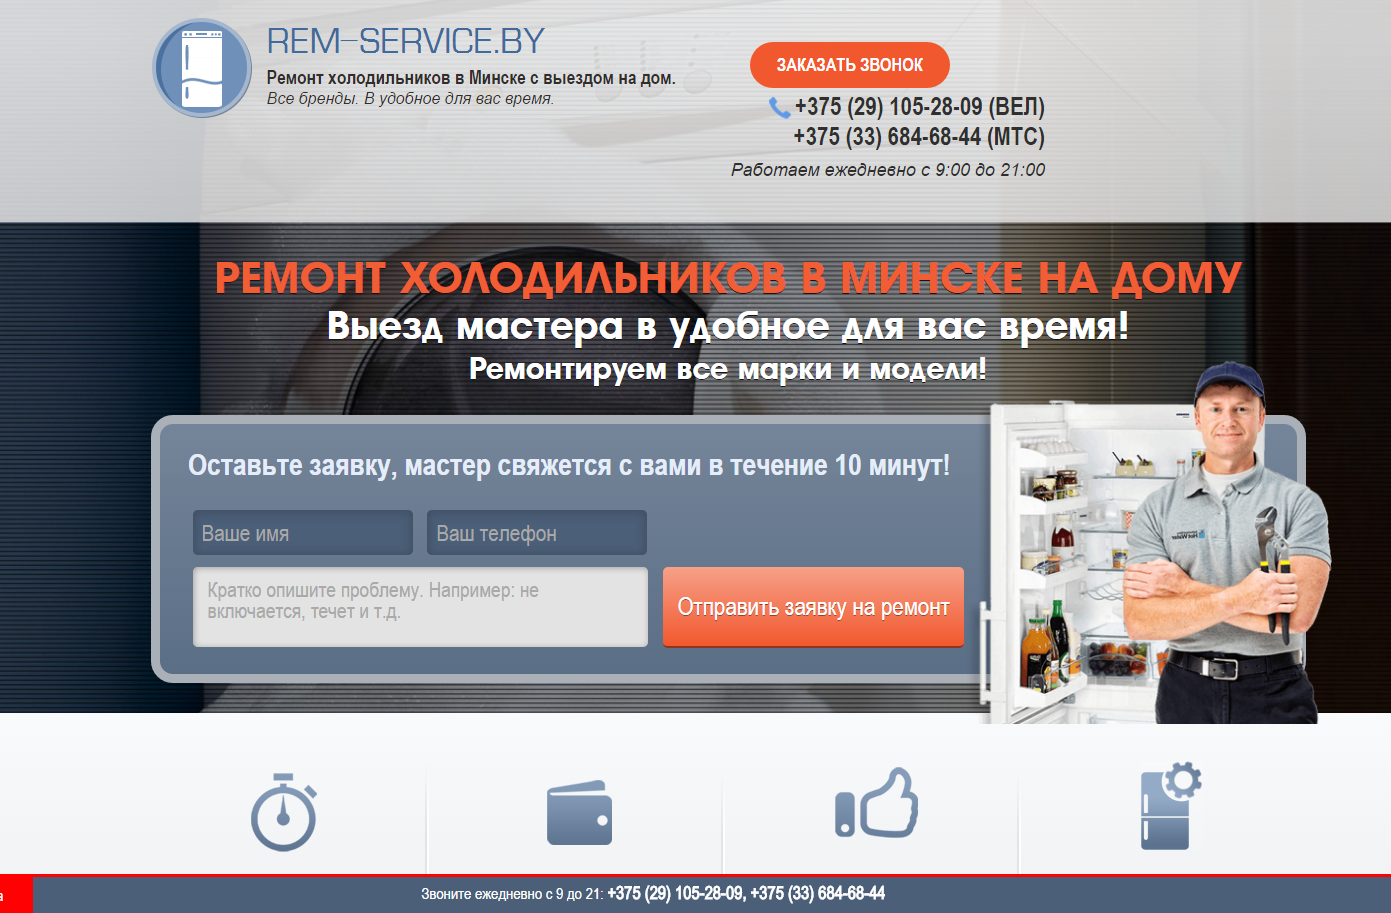 REM-SERVICE.BY
Ремонт холодильников в Минске с выездом на дом.
Все бренды. В удобное для вас время.
ЗАКАЗАТЬ ЗВОНОК
+375 (29) 105-28-09 (ВЕЛ)
+375 (33) 684-68-44 (МТС)
Работаем ежедневно с 9:00 до 21:00
РЕМОНТ ХОЛОДИЛЬНИКОВ В МИНСКЕ НА ДОМУ
Выезд мастера в удобное для вас время!
Ремонтируем все марки и модели!
Оставьте заявку, мастер свяжется с вами в течение 10 минут!
Ваше имя
Ваш телефон
Кратко опишите проблему. Например: не
включается, течет и т.д.
Отправить заявку на ремонт
Звоните ежедневно с 9 до 21: +375 (29) 105-28-09, +375 (33) 684-68-44